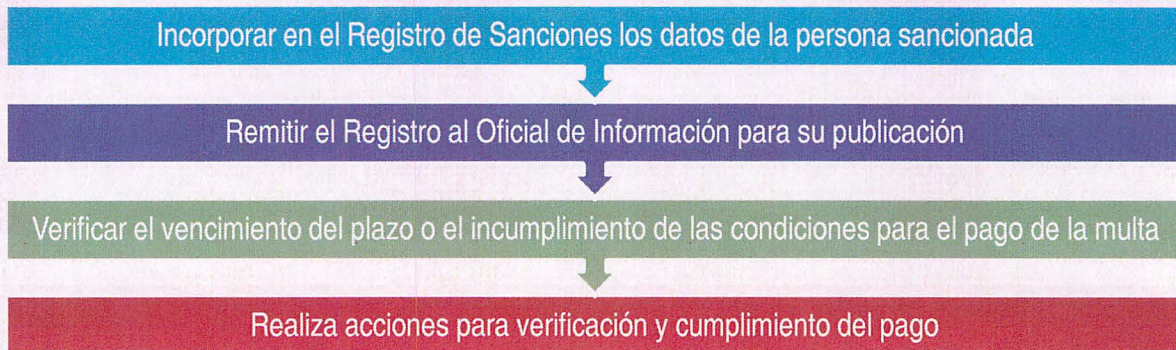 Incorporar en el Registro de Sanciones los datos de la persona sancionada
Remitir el Registro al Oficial de Información para su publicación
Verificar el vencimiento del plazo o el incumplimiento de las condiciones para el pago de la multa
Realiza acciones para verificación y cumplimiento del pago